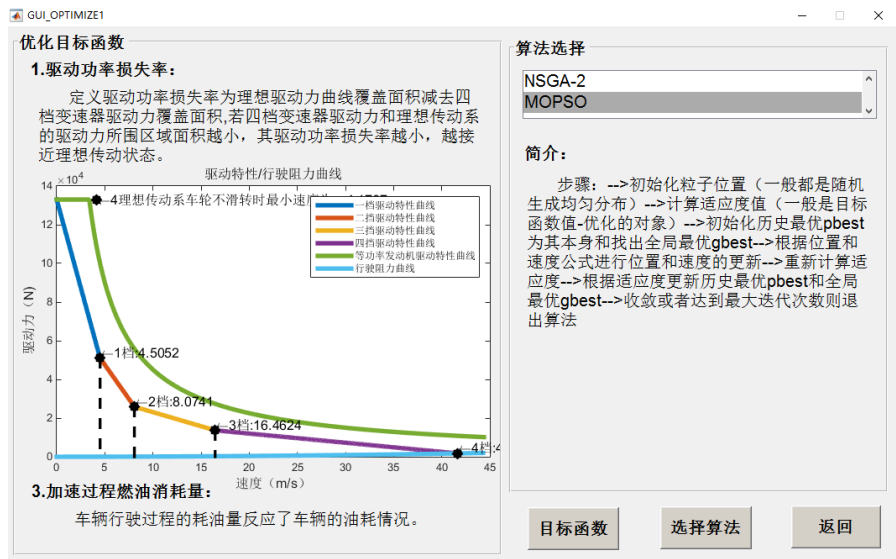 GUI_OPTIMIZE1
优化目标函数
1.驱动功率损失率：
定义驱动功率损失率为理想驱动力曲线覆盖面积减去四
档变速器驱动力覆盖面积,若四档变速器驱动力和理想传动系
的驱动力所围区域面积越小，其驱动功率损失率越小，越接
近理想传动状态。
驱动特性/行驶阻力曲线
×10⁴
14
12
10
8
6
4
2
0
驱动力（N)
←4理想传动系车轮不滑转时最小速度
一档驱动特性曲线
二挡驱动特性曲线
三挡驱动特性曲线
四挡驱动特性曲线
等功率发动机驱动特性曲线
行驶阻力曲线
←1档:4.5052
←2档:8.0741
←3档:16.4624
←4档:4
0 5 10 15 20 25 30 35 40 45
速度（m/s）
3.加速过程燃油消耗量：
车辆行驶过程的耗油量反应了车辆的油耗情况。
算法选择
NSGA-2
MOPSO
简介：
步骤：-->初始化粒子位置（一般都是随机
生成均匀分布）-->计算适应度值（一般是目标
函数值-优化的对象）-->初始化历史最优pbest
为其本身和找出全局最优gbest-->根据位置和
速度公式进行位置和速度的更新-->重新计算适
应度-->根据适应度更新历史最优pbest和全局
最优gbest-->收敛或者达到最大迭代次数则退
出算法
目标函数
选择算法
返回